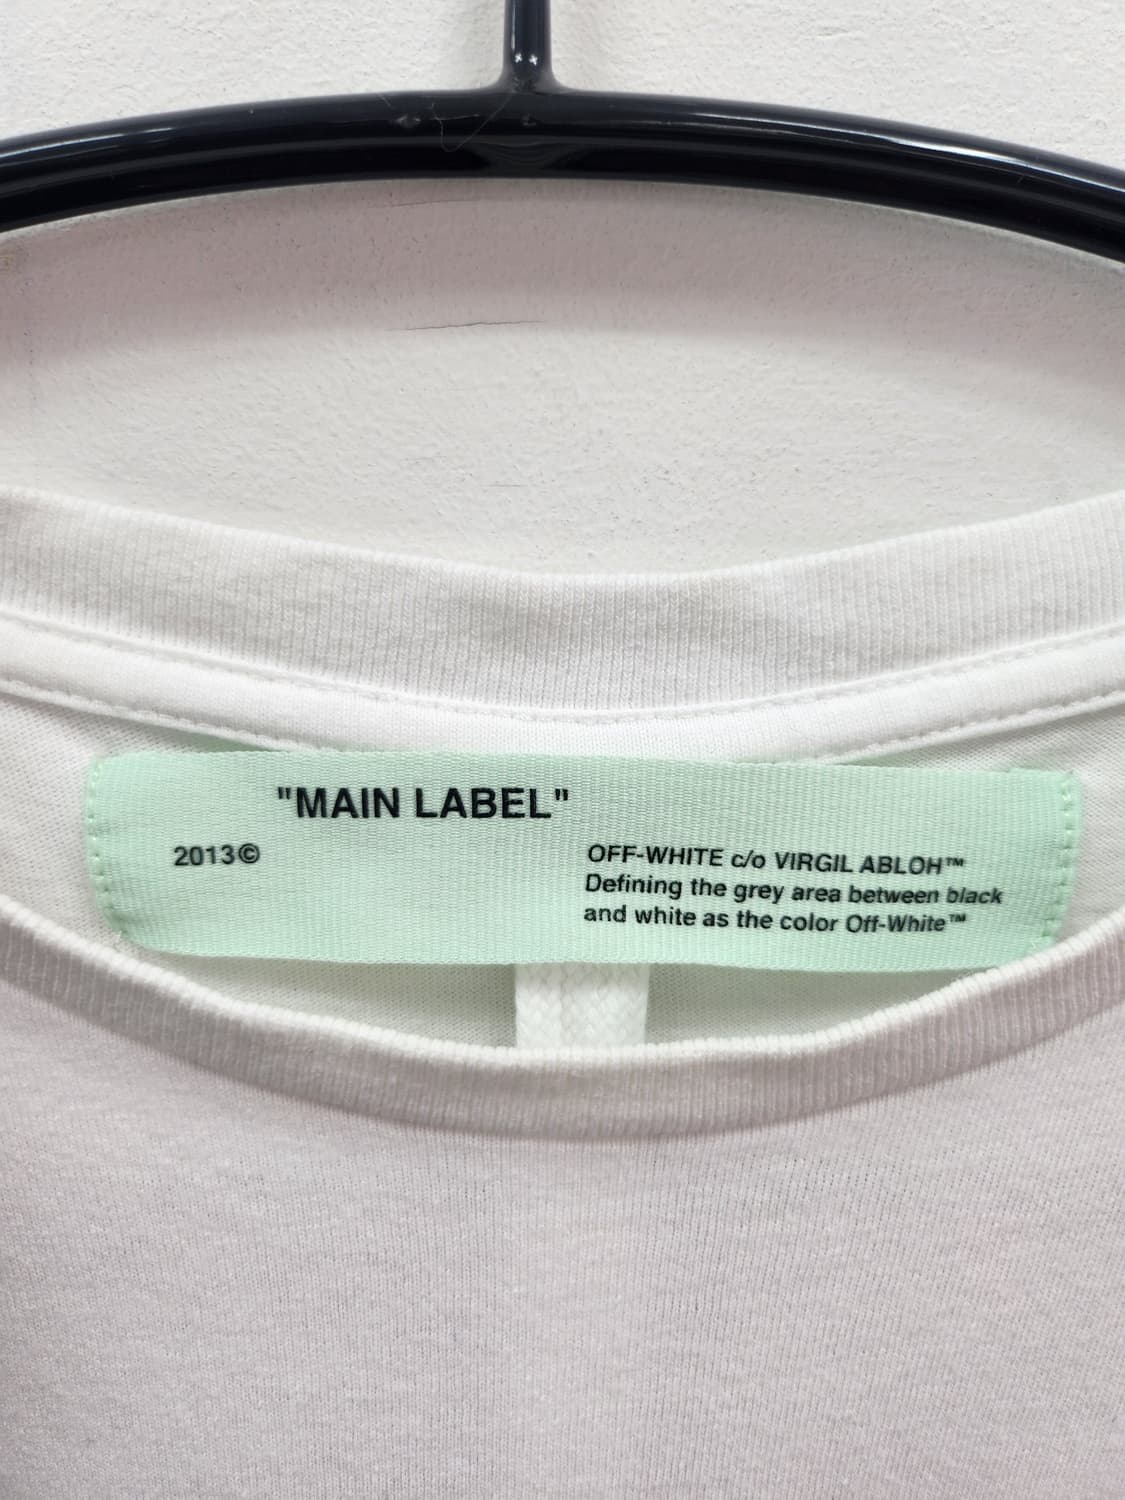 "MAIN LABEL"
2013©
OFF-WHITE c/o VIRGIL ABLOH™
Defining the grey area between black
and white as the color Off-White™